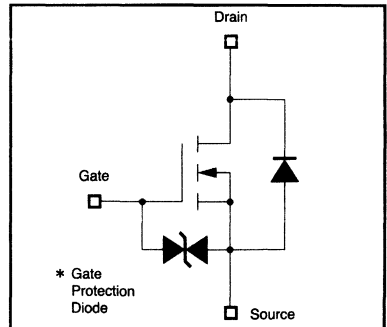 Drain
Gate
* Gate
Protection
Diode
Source